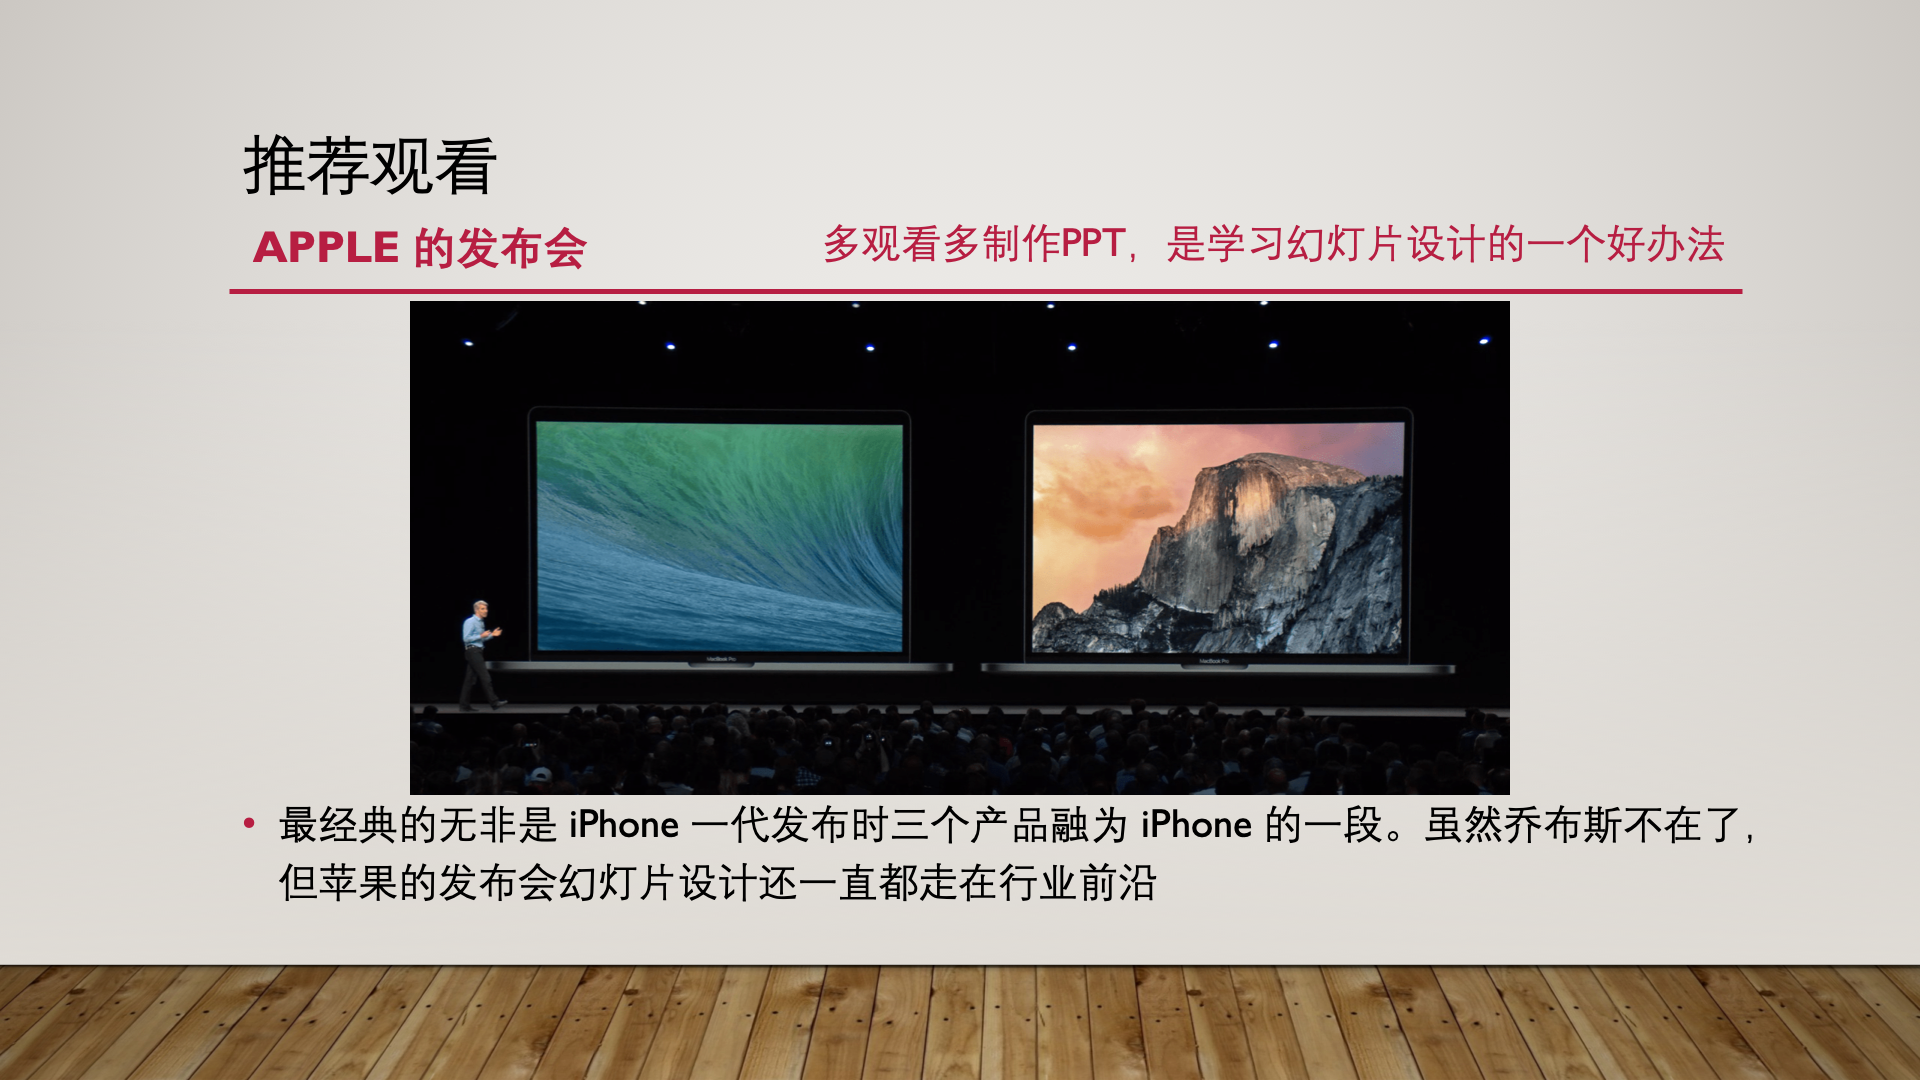 推荐观看
APPLE 的发布会
多观看多制作PPT，是学习幻灯片设计的一个好办法
MacBook Pro
MacBook Pro
最经典的无非是 iPhone 一代发布时三个产品融为 iPhone 的一段。虽然乔布斯不在了，
但苹果的发布会幻灯片设计还一直都走在行业前沿